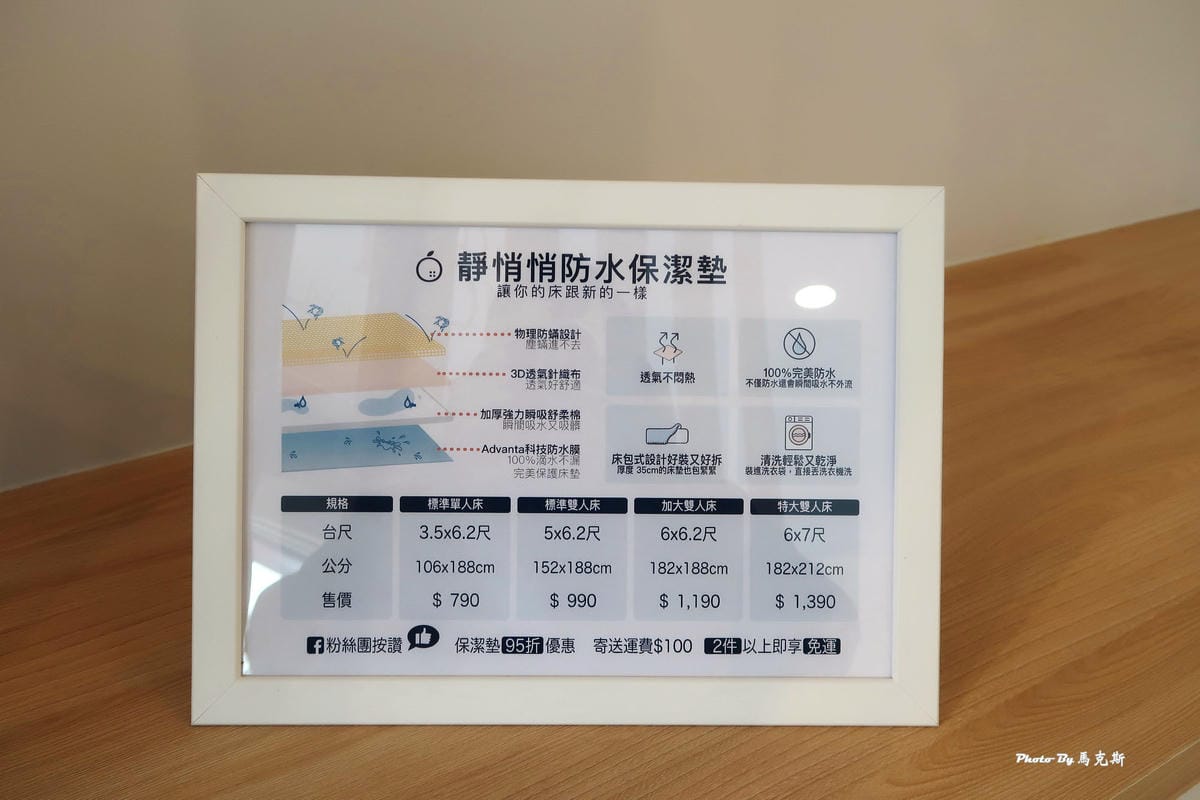 靜悄悄防水保潔墊
讓你的床跟新的一樣
物理防蟎設計
塵蟎進不去
3D透氣針織布
透氣好舒適
加厚強力瞬吸舒柔棉
瞬間吸水又吸髒
Advanta科技防水膜
100%滴水不漏
完美保護床墊
透氣不悶熱
100%完美防水
不僅防水還會瞬間吸水不外流
床包式設計好裝又好拆
厚度 35cm的床墊也包緊緊
清洗輕鬆又乾淨
裝進洗衣袋，直接丟洗衣機洗
規格 標準單人床 標準雙人床 加大雙人床 特大雙人床
台尺 3.5x6.2尺 5x6.2尺 6x6.2尺 6x7尺
公分 106x188cm 152x188cm 182x188cm 182x212cm
售價 $ 790 $ 990 $ 1,190 $ 1,390
粉絲團按讚 保潔墊95折優惠 寄送運費$100 2件以上即享免運
Photo By 馬克斯